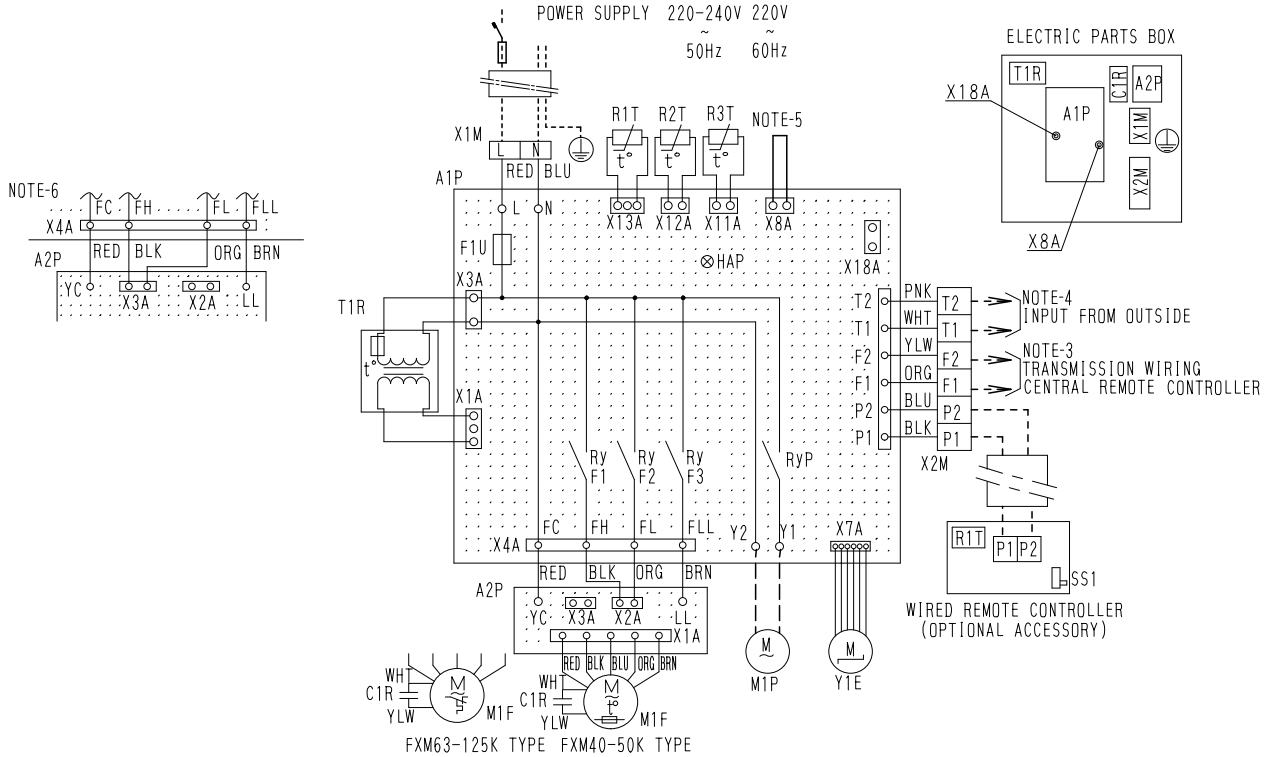 POWER SUPPLY 220-240V 220V
~ ~
50Hz 60Hz
ELECTRIC PARTS BOX
T1R
C1R
A2P
X18A
A1P
X1M
X2M
X8A
X1M
L N
RED BLU
R1T
t°
R2T
t°
R3T
t°
NOTE-5
A1P
L N
X13A X12A X11A X8A
F1U
HAP
X18A
NOTE-6
FC FH FL FLL
X4A
RED BLK ORG BRN
A2P
YC X3A X2A LL
X3A
T1R
t°
X1A
T2 PNK T2
T1 WHT T1
F2 YLW F2
F1 ORG F1
P2 BLU P2
P1 BLK P1
X2M
NOTE-4
INPUT FROM OUTSIDE
NOTE-3
TRANSMISSION WIRING
CENTRAL REMOTE CONTROLLER
Ry Ry Ry RyP
F1 F2 F3
FC FH FL FLL Y2 Y1 X7A
X4A
RED BLK ORG BRN
A2P
YC X3A X2A LL
X1A
RED BLK BLU ORG BRN
R1T
P1 P2
SS1
WIRED REMOTE CONTROLLER
(OPTIONAL ACCESSORY)
M
~
M1P
M
Y1E
WHT
C1R
YLW
M
~
M1F
WHT
C1R
YLW
M
~
t°
M1F
FXM63-125K TYPE FXM40-50K TYPE